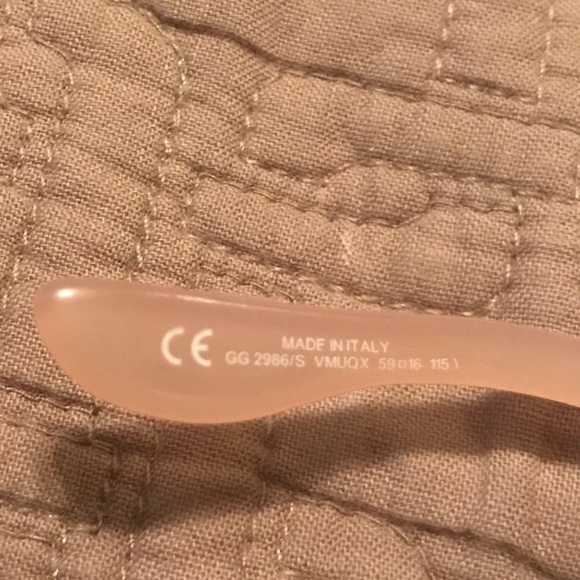 CE MADE IN ITALY
GG 2986/S VMUQX 59□16 115